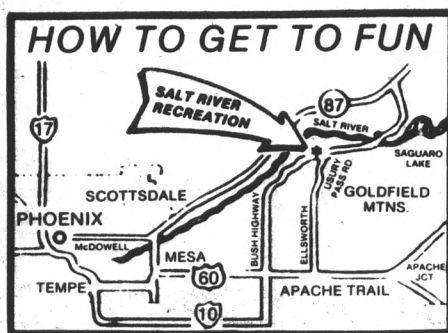 HOW TO GET TO FUN
87
SALT RIVER
RECREATION
17
SALT RIVER
SAGUARO
LAKE
USURY
PASS RD
SCOTTSDALE
GOLDFIELD
MTNS.
PHOENIX
McDOWELL
BUSH HIGHWAY
ELLSWORTH
MESA
60
APACHE
JCT
TEMPE
APACHE TRAIL
10